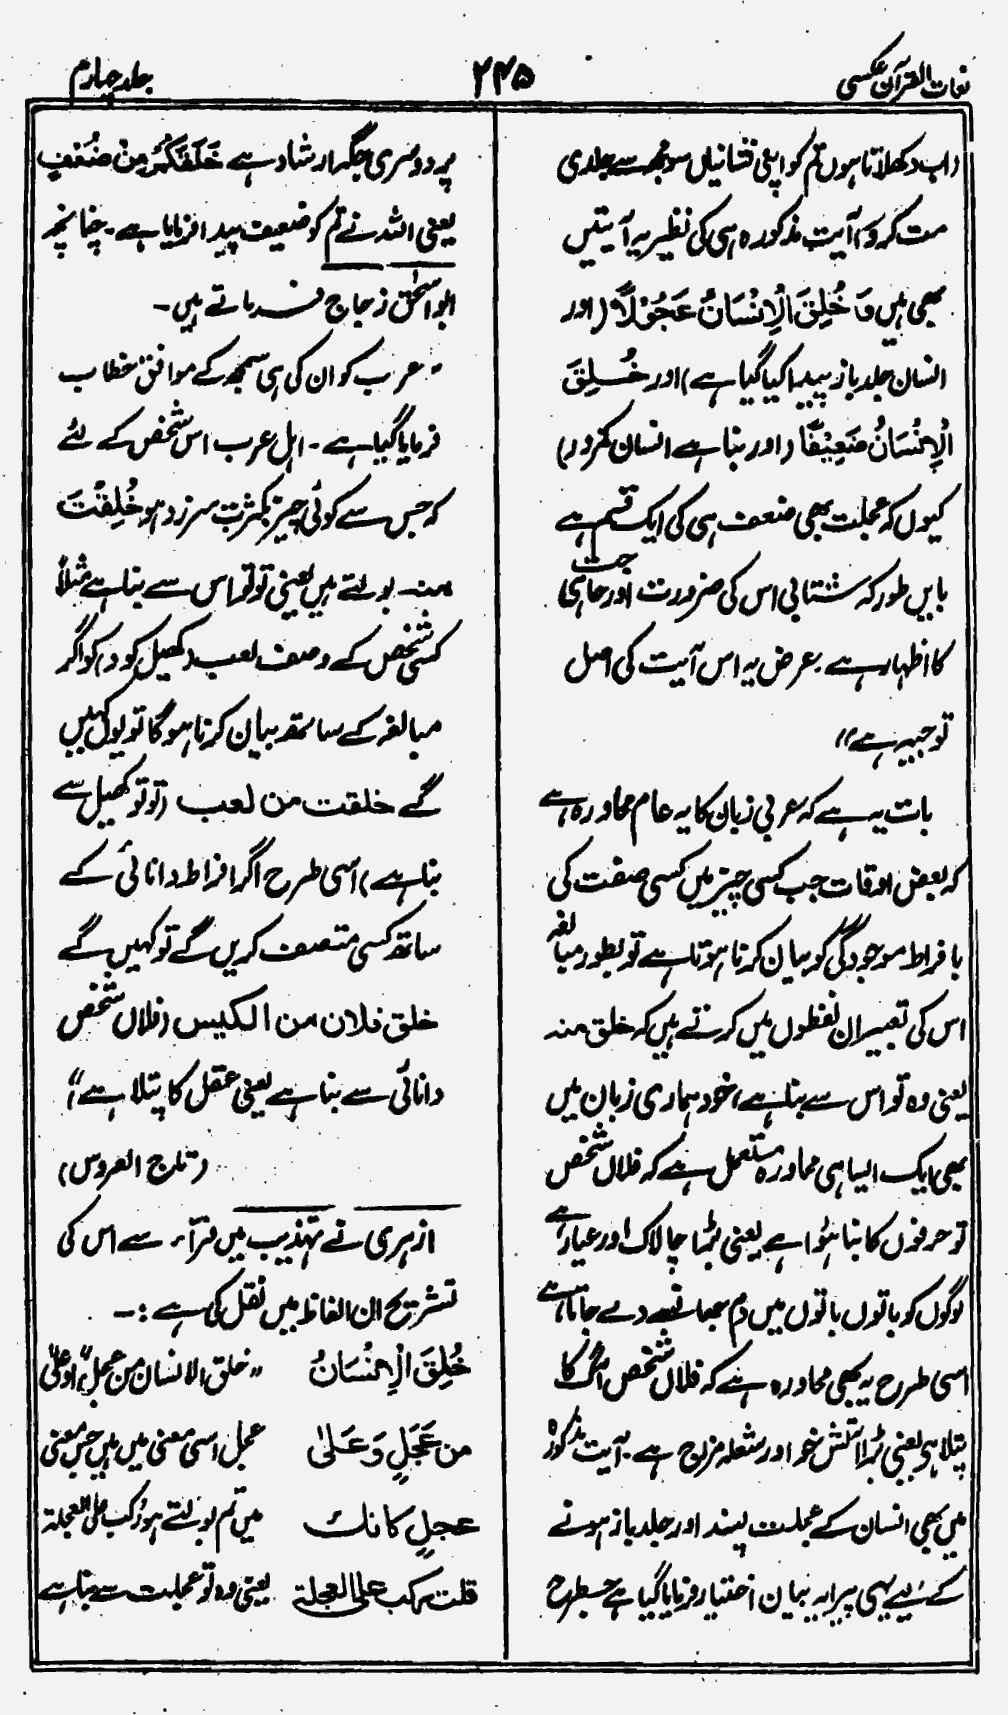 لغات القرآن عکسی
۲۴۵
جلد چہارم
(اب دکھلاتا ہوں تم کو اپنی نشانیاں سو مجھ سے جلدی
مت کرو) آیت مذکورہ ہی کی نظیر یہ آیتیں
بھی ہیں وَ خُلِقَ الْاِنْسَانُ عَجُوْلًا (اور
انسان جلد باز پیدا کیا گیا ہے) اور خُلِقَ
الْاِنْسَانُ ضَعِیْفًا (اور بنا ہے انسان کمزور)
کیوں کہ عجلت بھی ضعف ہی کی ایک قسم ہے
بایں طور کہ شتابی اس کی ضرورت اور حاجت ہی
کا اظہار ہے۔ غرض یہ اس آیت کی اصل
توجیہ ہے،،
بات یہ ہے کہ عربی زبان کا یہ عام محاورہ ہے
کہ بعض اوقات جب کسی چیز میں کسی صفت کی
با فراط موجودگی کو بیان کرنا ہوتا ہے تو بطور مبالغہ
اس کی تعبیر ان لفظوں میں کرتے ہیں کہ خلق منہ
یعنی وہ تو اس سے بنا ہے، خود ہماری زبان میں
بھی ایک ایسا ہی محاورہ مستعمل ہے کہ فلاں شخص
تو حرفوں کا بنا ہُوا ہے یعنی بڑا چالاک اور عیار ہے
لوگوں کو باتوں باتوں میں دم جھانسے دے جاتا ہے
اسی طرح یہ بھی محاورہ ہے کہ فلاں شخص آگ کا
پتلا ہے یعنی بڑا آتش خو اور شعلہ مزاج ہے۔ آیت مذکورہ
میں بھی انسان کے عجلت پسند اور جلد باز ہونے
کے لیے یہی پیرایہ بیان اختیار فرمایا گیا ہے جس طرح
پر دوسری جگہ ارشاد ہے خَلَقَكُمْ مِنْ ضَعْفٍ
یعنی اللہ نے تم کو ضعیف پیدا فرمایا ہے۔ چنانچہ
ابو اسحٰق زجاج فرماتے ہیں۔
" عرب کو ان کی ہی سمجھ کے موافق خطاب
فرمایا گیا ہے۔ اہل عرب اس شخص کے لئے
کہ جس سے کوئی چیز بکثرت سرزد ہو خُلِقْتَ
منہ بولتے ہیں یعنی تو تو اس سے بنا ہے مثلاً
کسی شخص کے وصف لعب (کھیل کود) کو اگر
مبالغہ کے ساتھ بیان کرنا ہوگا تو یوں کہیں
گے خلقت من لعب (تو تو کھیل سے
بنا ہے) اسی طرح اگر افراط دانائی کے
ساتھ کسی متصف کریں گے تو کہیں گے
خلق فلان من الکیس (فلاں شخص
دانائی سے بنا ہے یعنی عقل کا پتلا ہے)"
(تاج العروس)
ازہری نے تہذیب میں فرآء سے اس کی
تشریح ان الفاظ میں نقل کی ہے :-
خُلِقَ الْاِنْسَانُ
من عَجَلٍ وَ عَلیٰ
عجلٍ کانك
قلت رکب علی العجلة
"خلق الانسان من عجل" اور علیٰ
عجل اسی معنی میں ہیں جس معنی
میں تم بولتے ہو رُکب علی العجلة
یعنی وہ تو عجلت سے بنا ہے